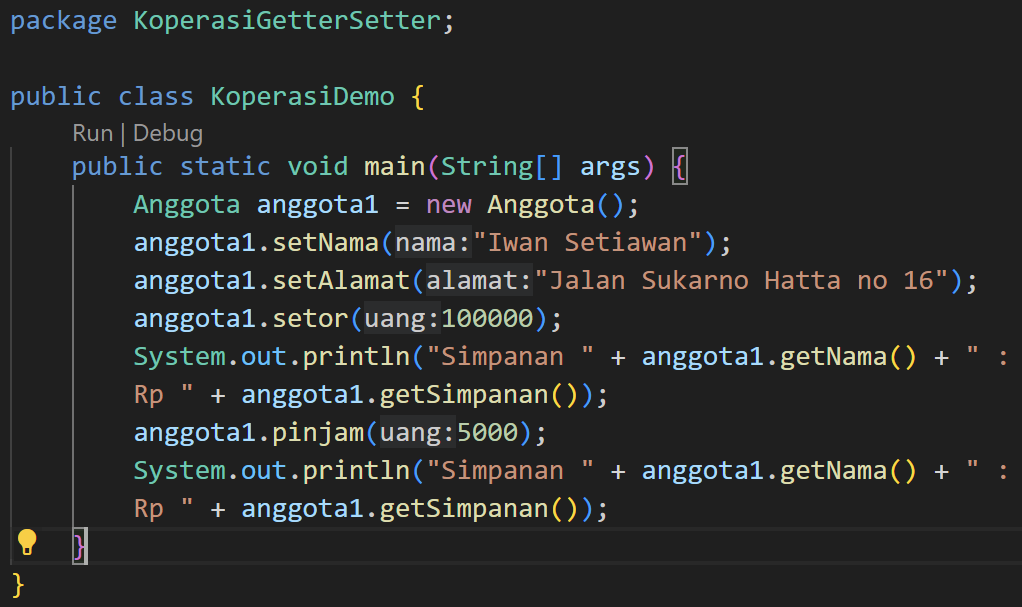 package KoperasiGetterSetter;
public class KoperasiDemo {
Run | Debug
public static void main(String[] args) {
Anggota anggota1 = new Anggota();
anggota1.setNama(nama:"Iwan Setiawan");
anggota1.setAlamat(alamat:"Jalan Sukarno Hatta no 16");
anggota1.setor(uang:100000);
System.out.println("Simpanan " + anggota1.getNama() + " :
Rp " + anggota1.getSimpanan());
anggota1.pinjam(uang:5000);
System.out.println("Simpanan " + anggota1.getNama() + " :
Rp " + anggota1.getSimpanan());
}
}